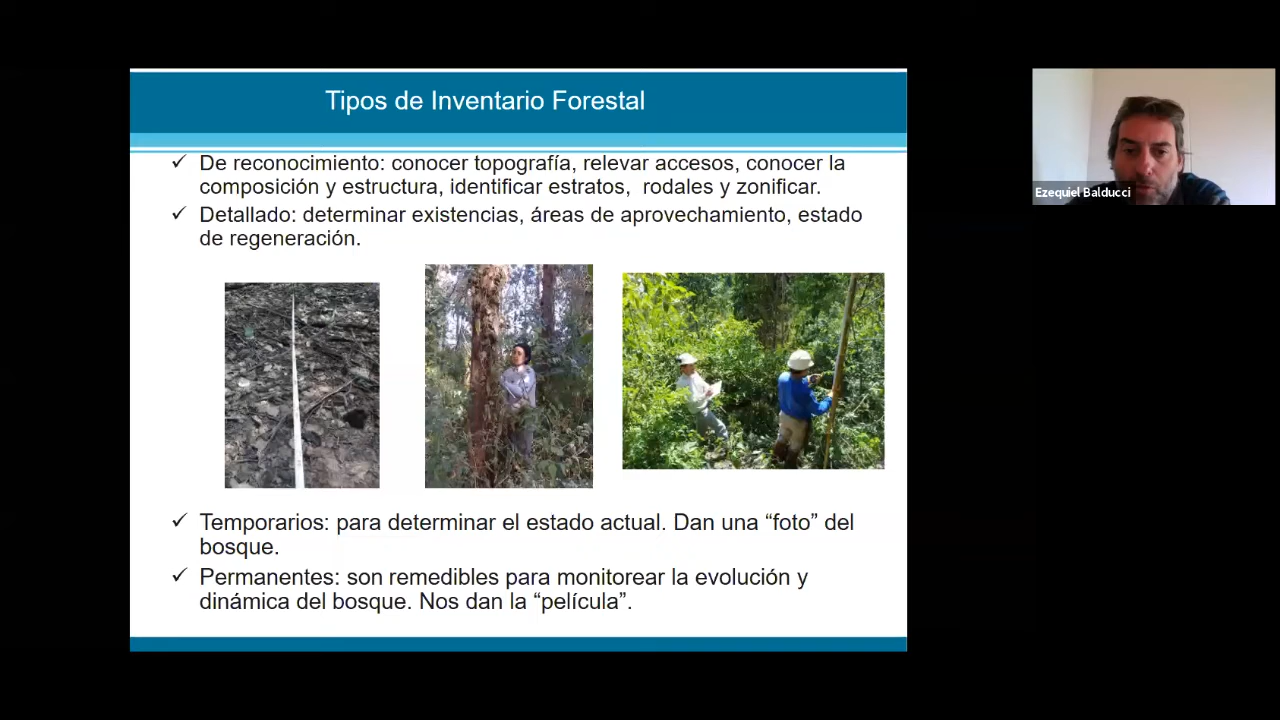 Tipos de Inventario Forestal
✓ De reconocimiento: conocer topografía, relevar accesos, conocer la
composición y estructura, identificar estratos, rodales y zonificar.
✓ Detallado: determinar existencias, áreas de aprovechamiento, estado
de regeneración.
Ezequiel Balducci
✓ Temporarios: para determinar el estado actual. Dan una “foto” del
bosque.
✓ Permanentes: son remedibles para monitorear la evolución y
dinámica del bosque. Nos dan la “película”.